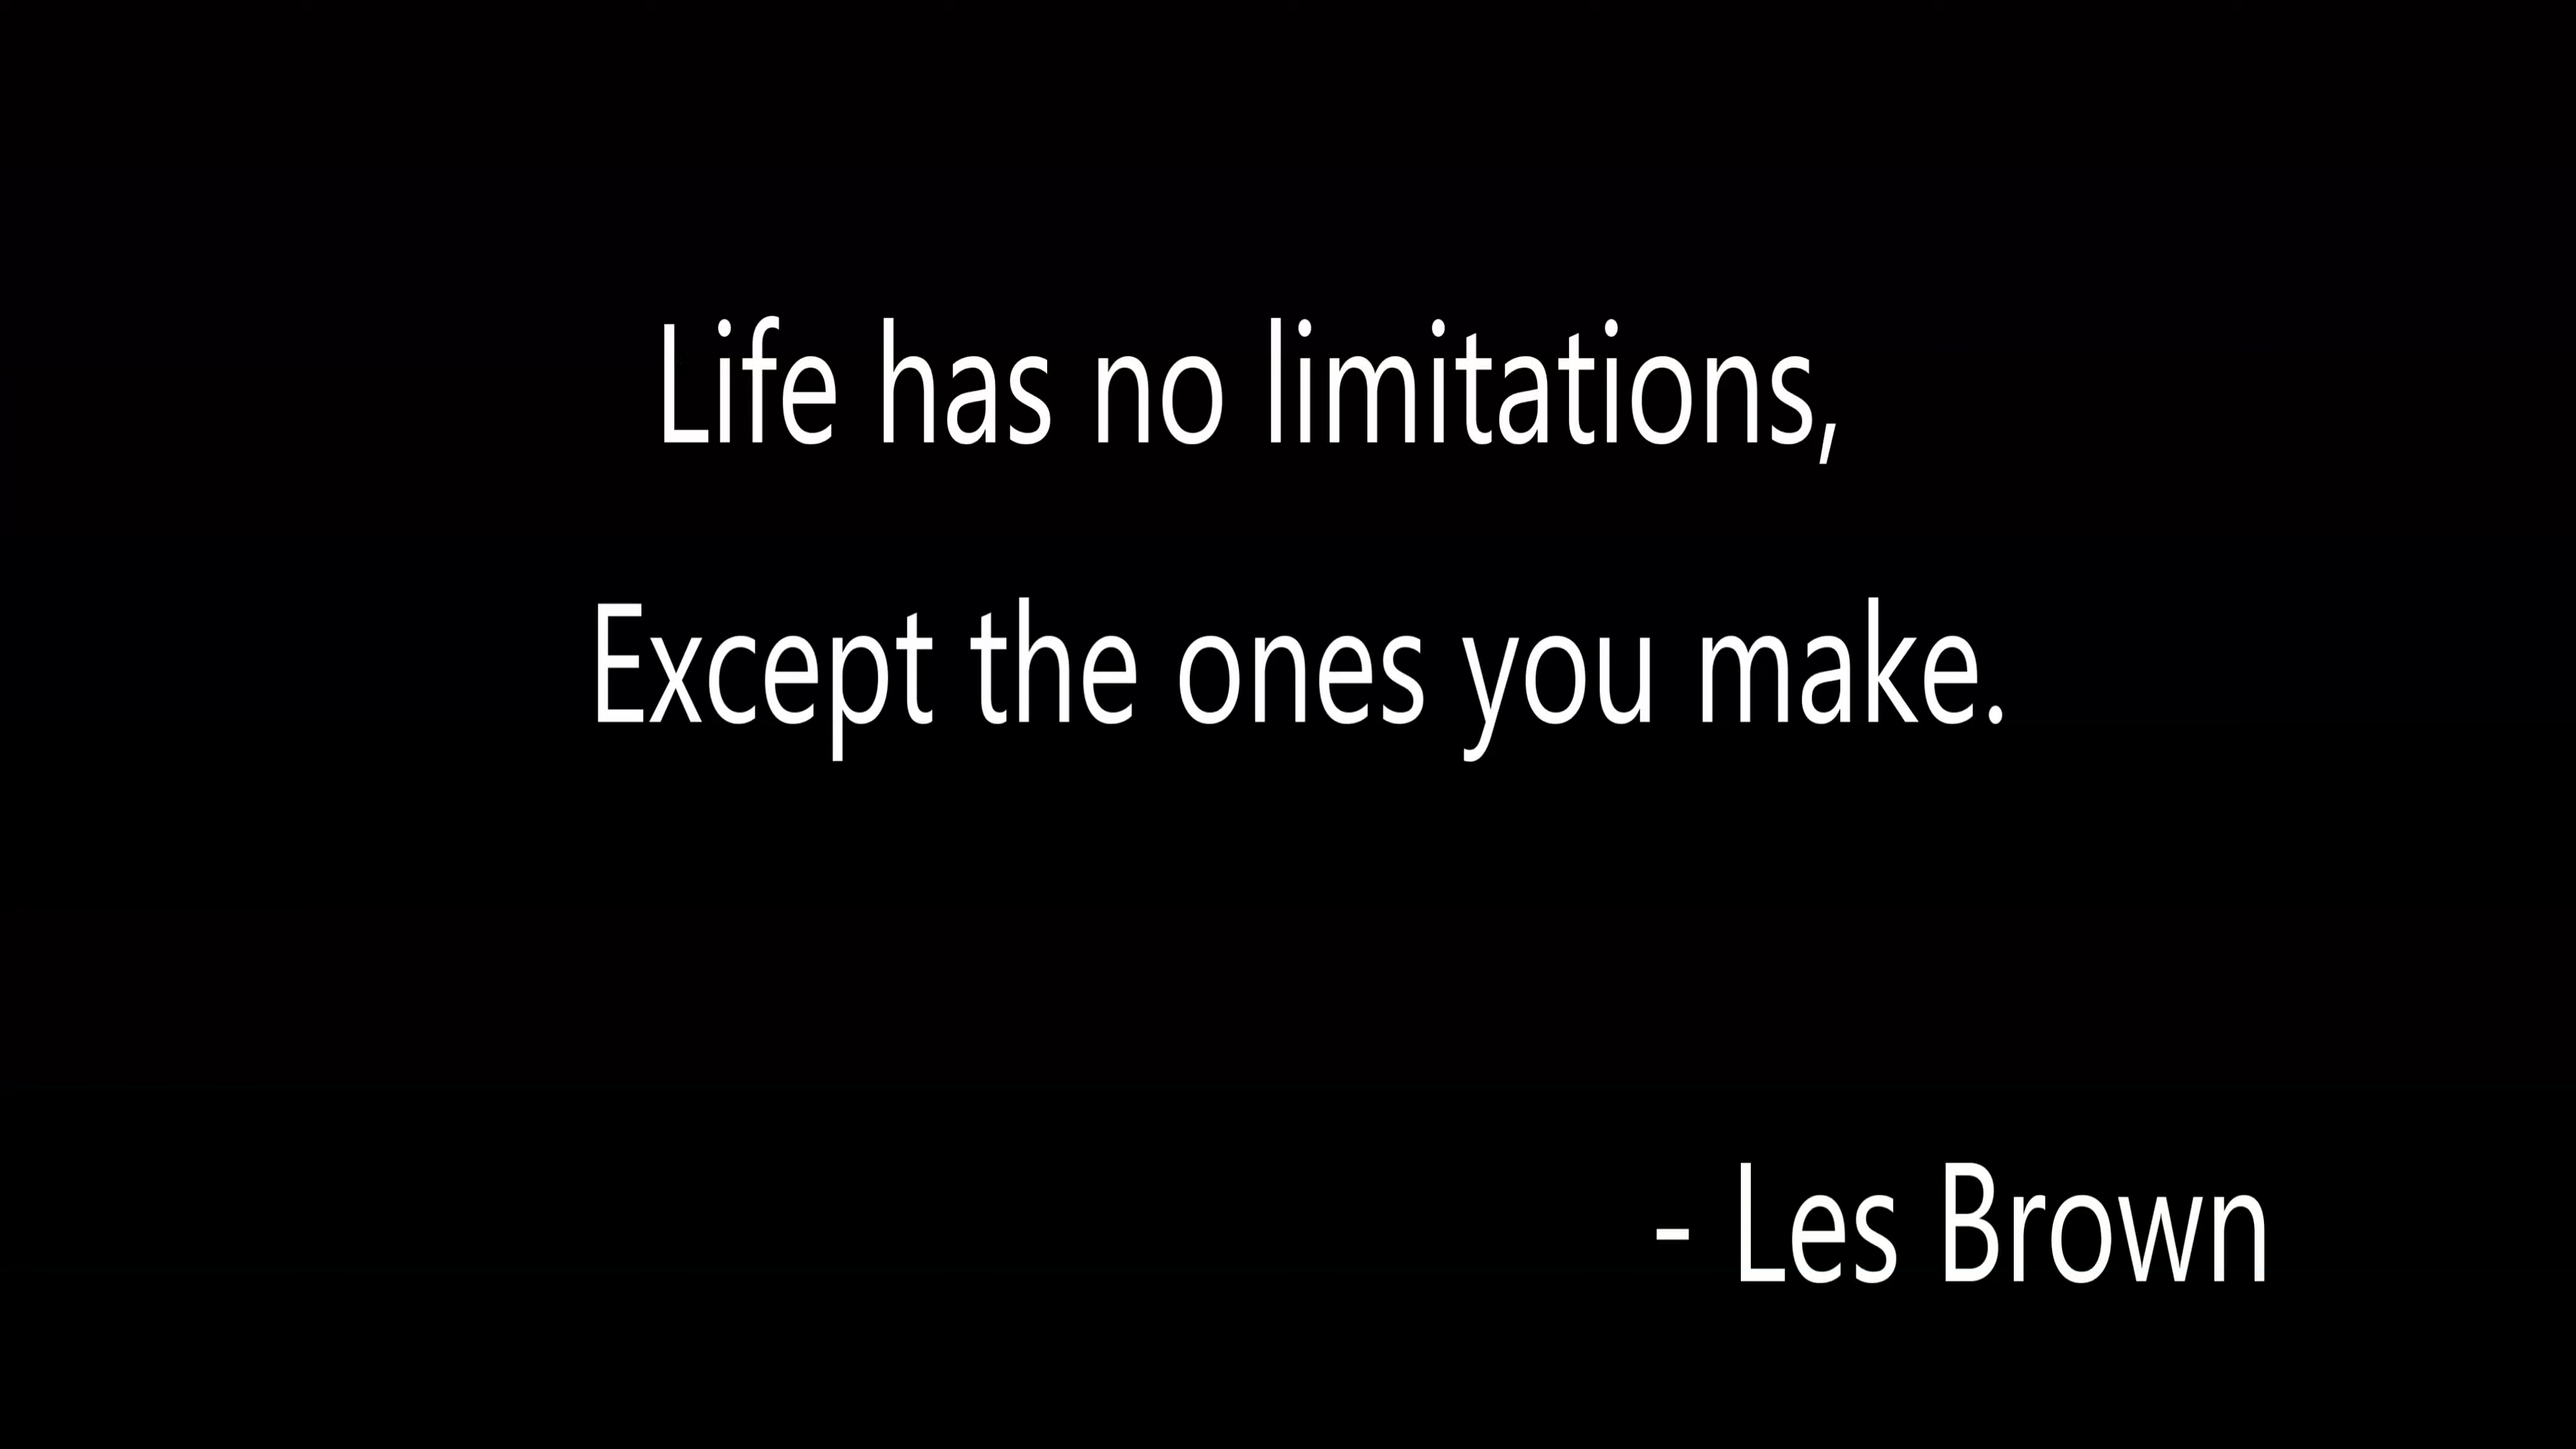 Life has no limitations,
Except the ones you make.
- Les Brown